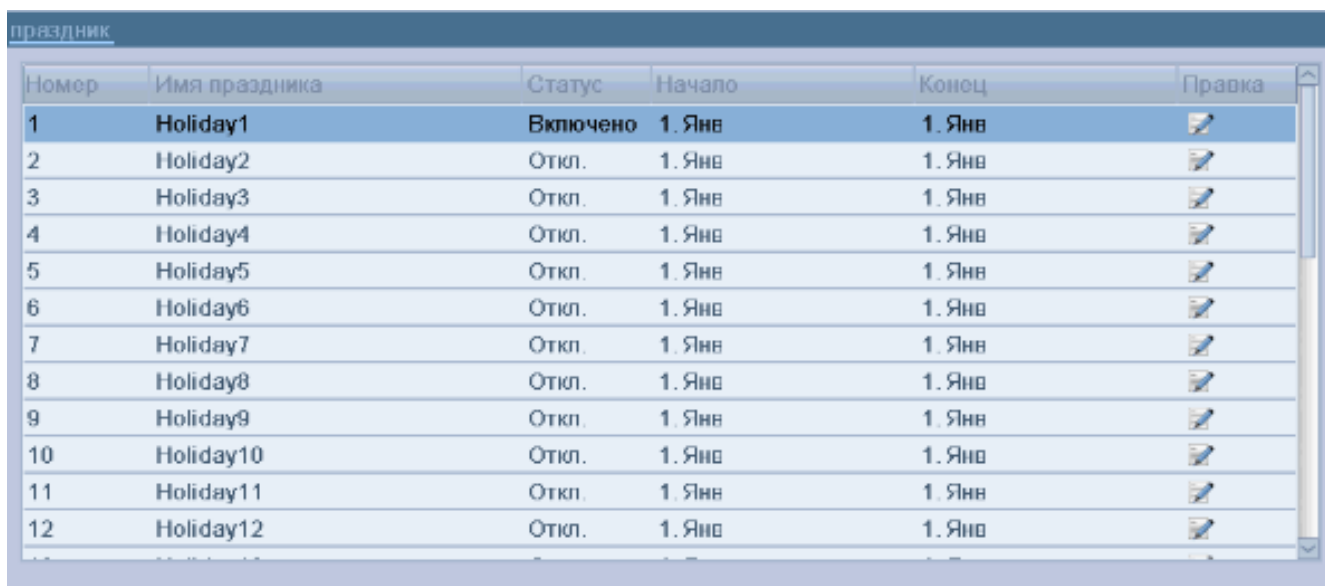 праздник
Номер Имя праздника Статус Начало Конец Правка
1 Holiday1 Включено 1. Янв 1. Янв
2 Holiday2 Откл. 1. Янв 1. Янв
3 Holiday3 Откл. 1. Янв 1. Янв
4 Holiday4 Откл. 1. Янв 1. Янв
5 Holiday5 Откл. 1. Янв 1. Янв
6 Holiday6 Откл. 1. Янв 1. Янв
7 Holiday7 Откл. 1. Янв 1. Янв
8 Holiday8 Откл. 1. Янв 1. Янв
9 Holiday9 Откл. 1. Янв 1. Янв
10 Holiday10 Откл. 1. Янв 1. Янв
11 Holiday11 Откл. 1. Янв 1. Янв
12 Holiday12 Откл. 1. Янв 1. Янв